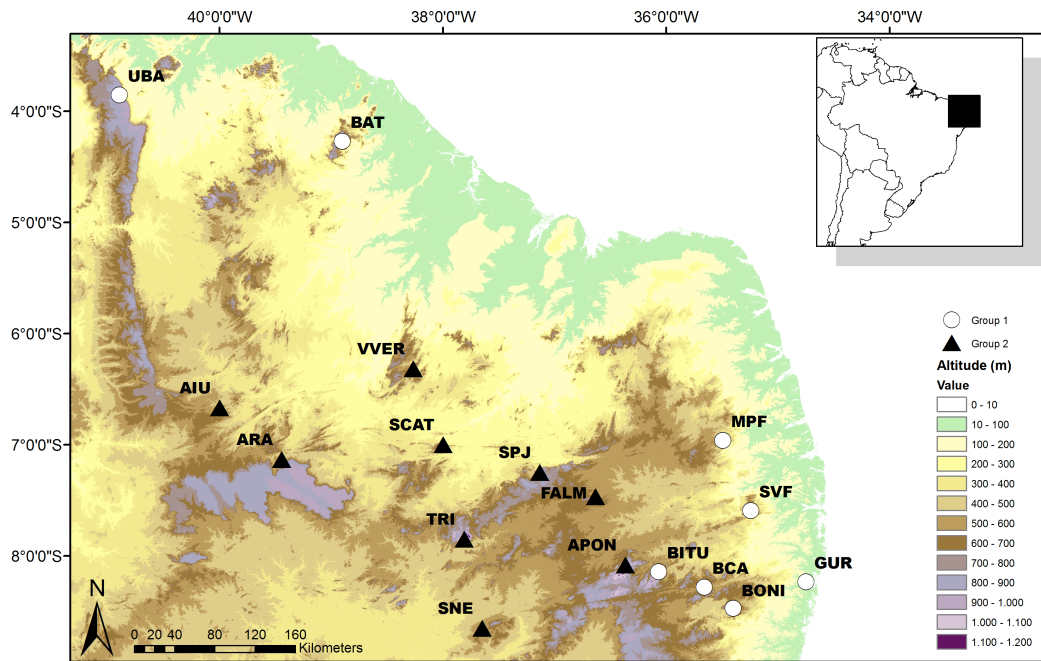 40°0'0"W 38°0'0"W 36°0'0"W 34°0'0"W
4°0'0"S
5°0'0"S
6°0'0"S
7°0'0"S
8°0'0"S
UBA
BAT
VVER
AIU
SCAT
MPF
ARA
SPJ
FALM
SVF
TRI
APON
BITU
BCA
GUR
BONI
SNE
N
0 20 40 80 120 160
Kilometers
Group 1
Group 2
Altitude (m)
Value
0 - 10
10 - 100
100 - 200
200 - 300
300 - 400
400 - 500
500 - 600
600 - 700
700 - 800
800 - 900
900 - 1.000
1.000 - 1.100
1.100 - 1.200